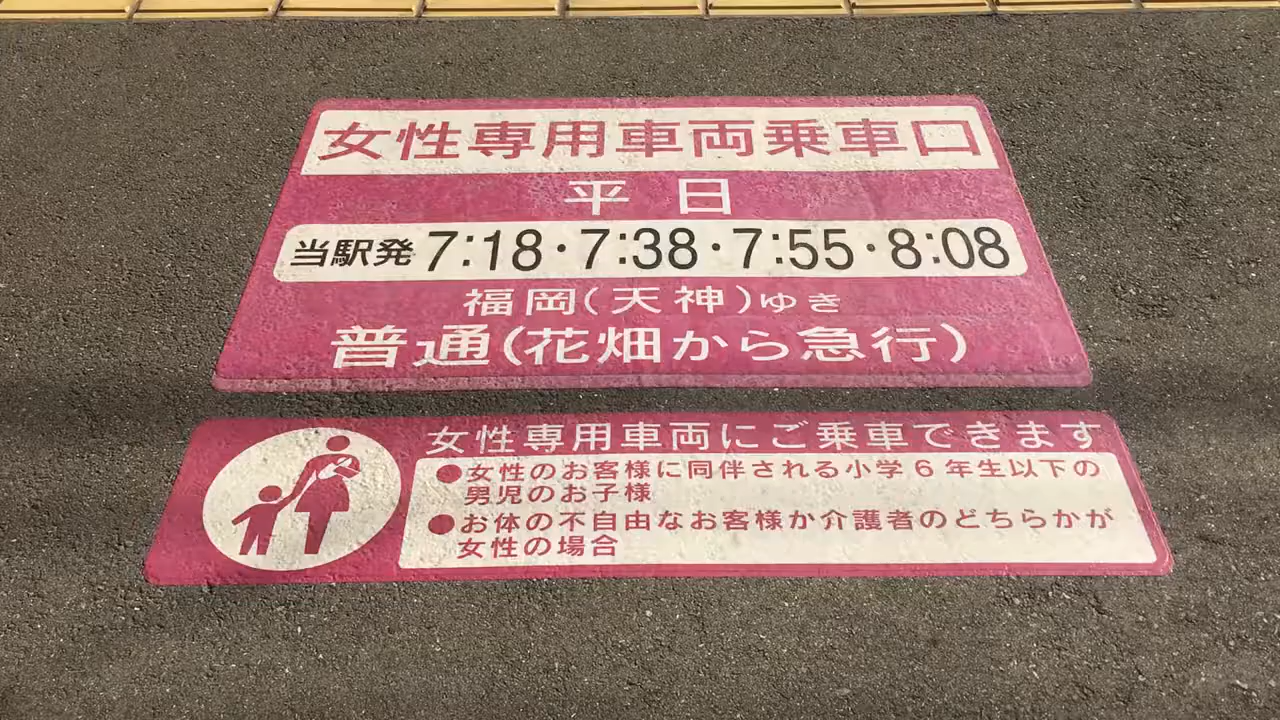 女性専用車両乗車口
平日
当駅発 7:18・7:38・7:55・8:08
福岡(天神)ゆき
普通(花畑から急行)
女性専用車両にご乗車できます
●女性のお客様に同伴される小学6年生以下の
男児のお子様
●お体の不自由なお客様か介護者のどちらかが
女性の場合